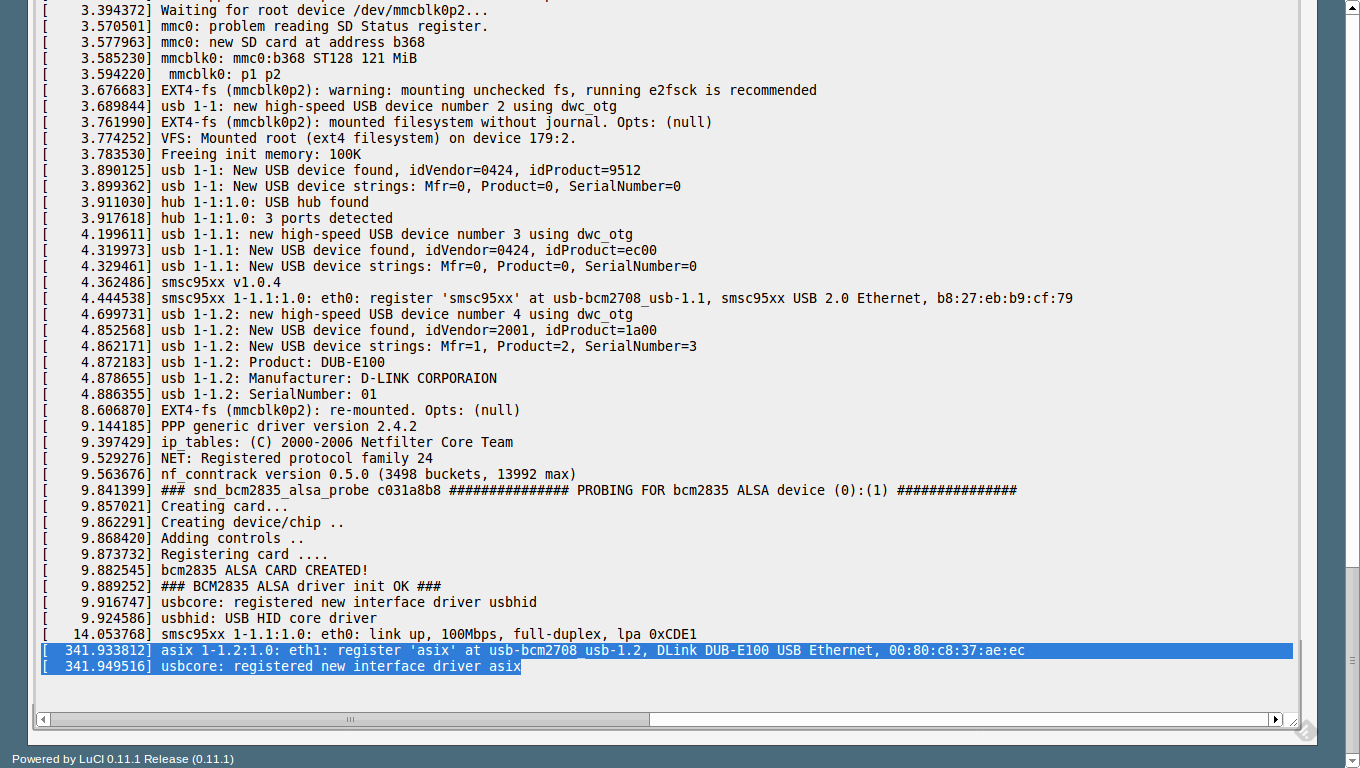 [    3.394372] Waiting for root device /dev/mmcblk0p2...
[    3.570501] mmc0: problem reading SD Status register.
[    3.577963] mmc0: new SD card at address b368
[    3.585230] mmcblk0: mmc0:b368 ST128 121 MiB
[    3.594220]  mmcblk0: p1 p2
[    3.676683] EXT4-fs (mmcblk0p2): warning: mounting unchecked fs, running e2fsck is recommended
[    3.689844] usb 1-1: new high-speed USB device number 2 using dwc_otg
[    3.761990] EXT4-fs (mmcblk0p2): mounted filesystem without journal. Opts: (null)
[    3.774252] VFS: Mounted root (ext4 filesystem) on device 179:2.
[    3.783530] Freeing init memory: 100K
[    3.890125] usb 1-1: New USB device found, idVendor=0424, idProduct=9512
[    3.899362] usb 1-1: New USB device strings: Mfr=0, Product=0, SerialNumber=0
[    3.911030] hub 1-1:1.0: USB hub found
[    3.917618] hub 1-1:1.0: 3 ports detected
[    4.199611] usb 1-1.1: new high-speed USB device number 3 using dwc_otg
[    4.319973] usb 1-1.1: New USB device found, idVendor=0424, idProduct=ec00
[    4.329461] usb 1-1.1: New USB device strings: Mfr=0, Product=0, SerialNumber=0
[    4.362486] smsc95xx v1.0.4
[    4.444538] smsc95xx 1-1.1:1.0: eth0: register 'smsc95xx' at usb-bcm2708_usb-1.1, smsc95xx USB 2.0 Ethernet, b8:27:eb:b9:cf:79
[    4.699731] usb 1-1.2: new high-speed USB device number 4 using dwc_otg
[    4.852568] usb 1-1.2: New USB device found, idVendor=2001, idProduct=1a00
[    4.862171] usb 1-1.2: New USB device strings: Mfr=1, Product=2, SerialNumber=3
[    4.872183] usb 1-1.2: Product: DUB-E100
[    4.878655] usb 1-1.2: Manufacturer: D-LINK CORPORAION
[    4.886355] usb 1-1.2: SerialNumber: 01
[    8.606870] EXT4-fs (mmcblk0p2): re-mounted. Opts: (null)
[    9.144185] PPP generic driver version 2.4.2
[    9.397429] ip_tables: (C) 2000-2006 Netfilter Core Team
[    9.529276] NET: Registered protocol family 24
[    9.563676] nf_conntrack version 0.5.0 (3498 buckets, 13992 max)
[    9.841399] ### snd_bcm2835_alsa_probe c031a8b8 ############### PROBING FOR bcm2835 ALSA device (0):(1) ###############
[    9.857021] Creating card...
[    9.862291] Creating device/chip ..
[    9.868420] Adding controls ..
[    9.873732] Registering card ....
[    9.882545] bcm2835 ALSA CARD CREATED!
[    9.889252] ### BCM2835 ALSA driver init OK ###
[    9.916747] usbcore: registered new interface driver usbhid
[    9.924586] usbhid: USB HID core driver
[   14.053768] smsc95xx 1-1.1:1.0: eth0: link up, 100Mbps, full-duplex, lpa 0xCDE1
[  341.933812] asix 1-1.2:1.0: eth1: register 'asix' at usb-bcm2708_usb-1.2, DLink DUB-E100 USB Ethernet, 00:80:c8:37:ae:ec
[  341.949516] usbcore: registered new interface driver asix
Powered by LuCI 0.11.1 Release (0.11.1)